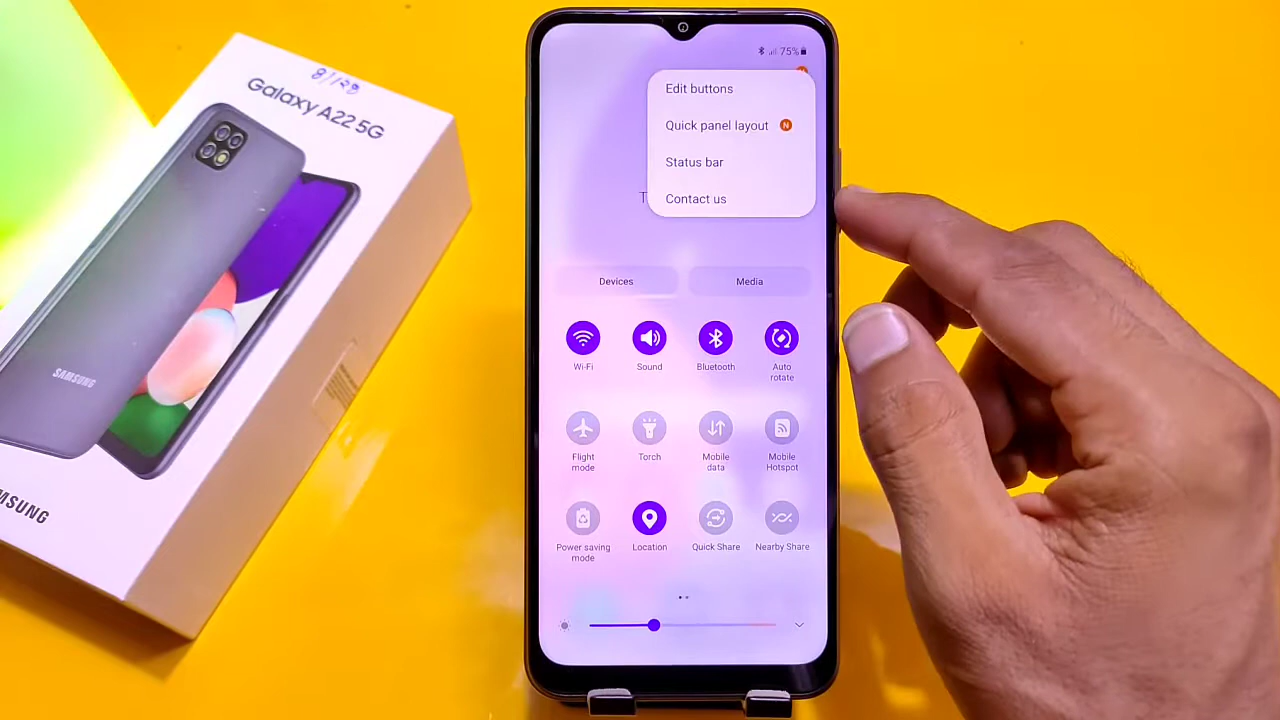 Galaxy A22 5G
SAMSUNG
75%
Edit buttons
Quick panel layout N
Status bar
Contact us
T
Devices
Media
Wi-Fi
Sound
Bluetooth
Auto
rotate
Flight
mode
Torch
Mobile
data
Mobile
Hotspot
Power saving
mode
Location
Quick Share
Nearby Share